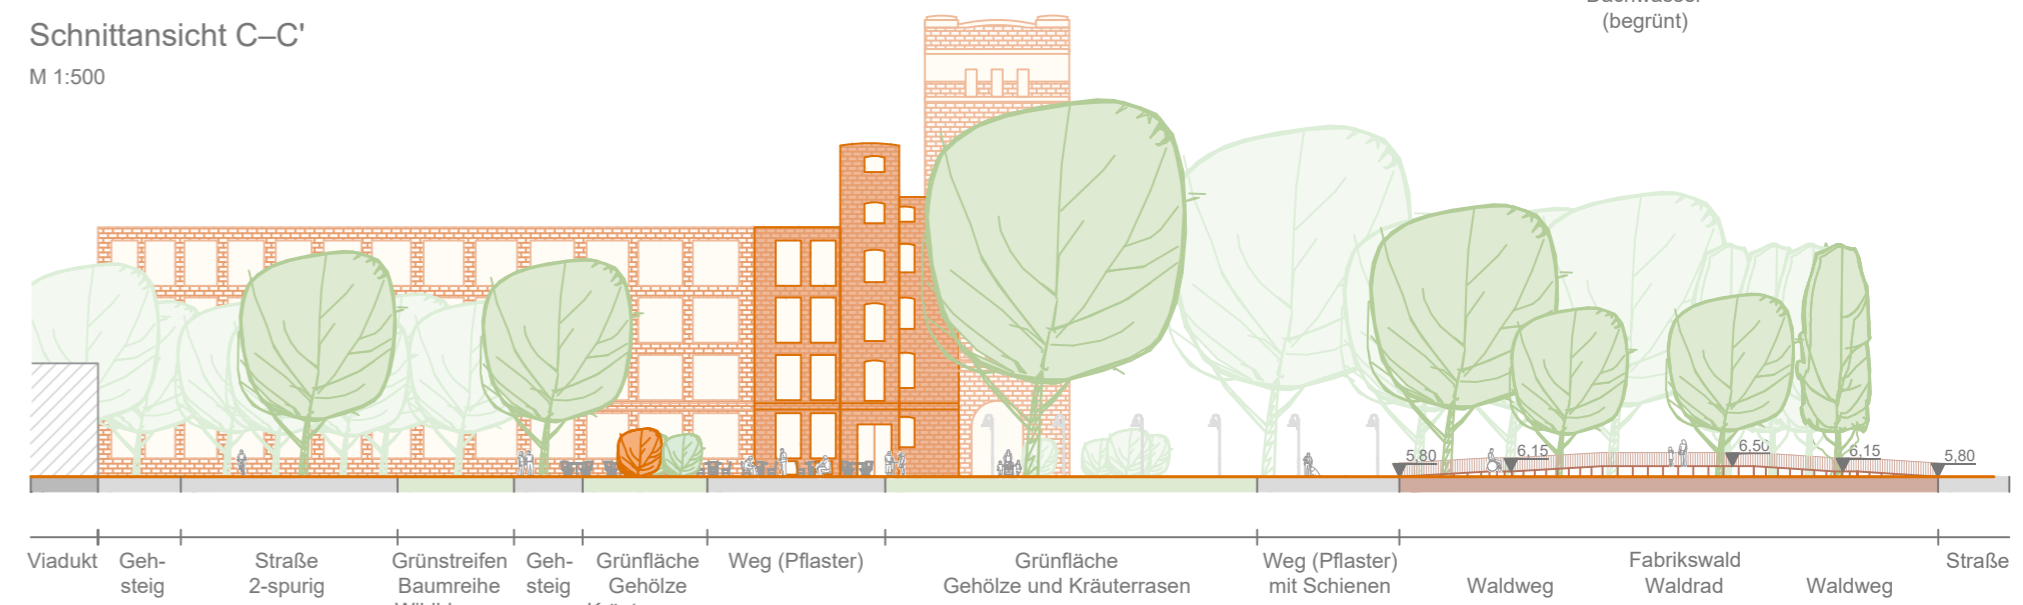 (begrünt)
Schnittansicht C–C'
M 1:500
5,80
6,15
6,50
6,15
5,80
Viadukt
Geh-
steig
Straße
2-spurig
Grünstreifen
Baumreihe
Geh-
steig
Grünfläche
Gehölze
Weg (Pflaster)
Grünfläche
Gehölze und Kräuterrasen
Weg (Pflaster)
mit Schienen
Waldweg
Fabrikswald
Waldrad
Waldweg
Straße